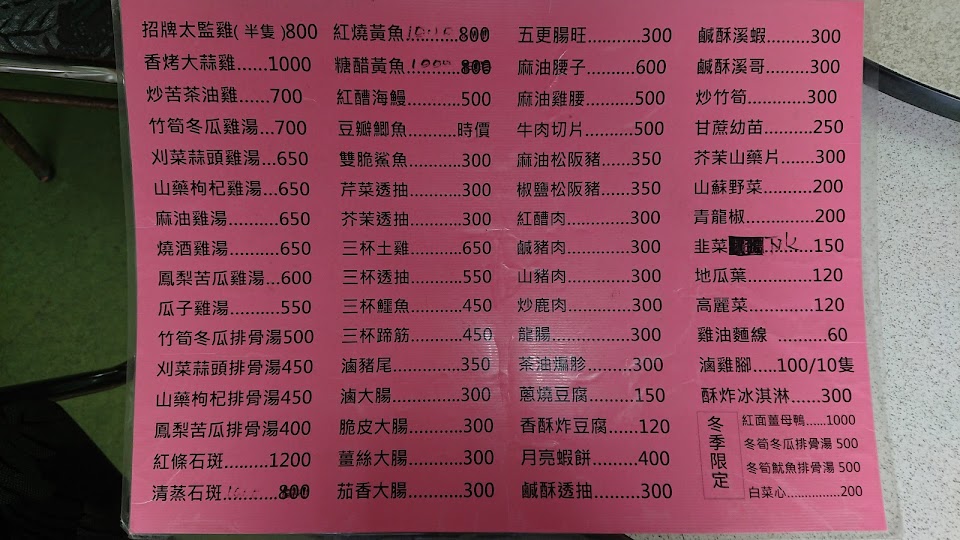 招牌太監雞(半隻)800
香烤大蒜雞......1000
炒苦茶油雞......700
竹筍冬瓜雞湯...700
刈菜蒜頭雞湯...650
山藥枸杞雞湯...650
麻油雞湯.........650
燒酒雞湯.........650
鳳梨苦瓜雞湯...600
瓜子雞湯.........550
竹筍冬瓜排骨湯500
刈菜蒜頭排骨湯450
山藥枸杞排骨湯450
鳳梨苦瓜排骨湯400
紅條石斑.........1200
清蒸石斑.........800
紅燒黃魚.........800
糖醋黃魚1000 800
紅醴海鰻.........500
豆瓣鯽魚.........時價
雙脆鯊魚.........300
芹菜透抽.........300
芥茉透抽.........300
三杯土雞.........650
三杯透抽.........550
三杯鱷魚.........450
三杯蹄筋.........450
滷豬尾............350
滷大腸............300
脆皮大腸.........300
薑絲大腸.........300
茄香大腸.........300
五更腸旺.........300
麻油腰子.........600
麻油雞腰.........500
牛肉切片.........500
麻油松阪豬......350
椒鹽松阪豬......350
紅醴肉............300
鹹豬肉............300
山豬肉............300
炒鹿肉............300
龍腸...............300
茶油煸胗.........300
蔥燒豆腐.........150
香酥炸豆腐......120
月亮蝦餅.........400
鹹酥透抽.........300
鹹酥溪蝦.........300
鹹酥溪哥.........300
炒竹筍............300
甘蔗幼苗.........250
芥茉山藥片......300
山蘇野菜.........200
青龍椒............200
韭菜.........150
地瓜葉............120
高麗菜............120
雞油麵線 .........60
滷雞腳......100/10隻
酥炸冰淇淋......300
冬季限定
紅面薑母鴨......1000
冬筍冬瓜排骨湯 500
冬筍魷魚排骨湯 500
白菜心...............200